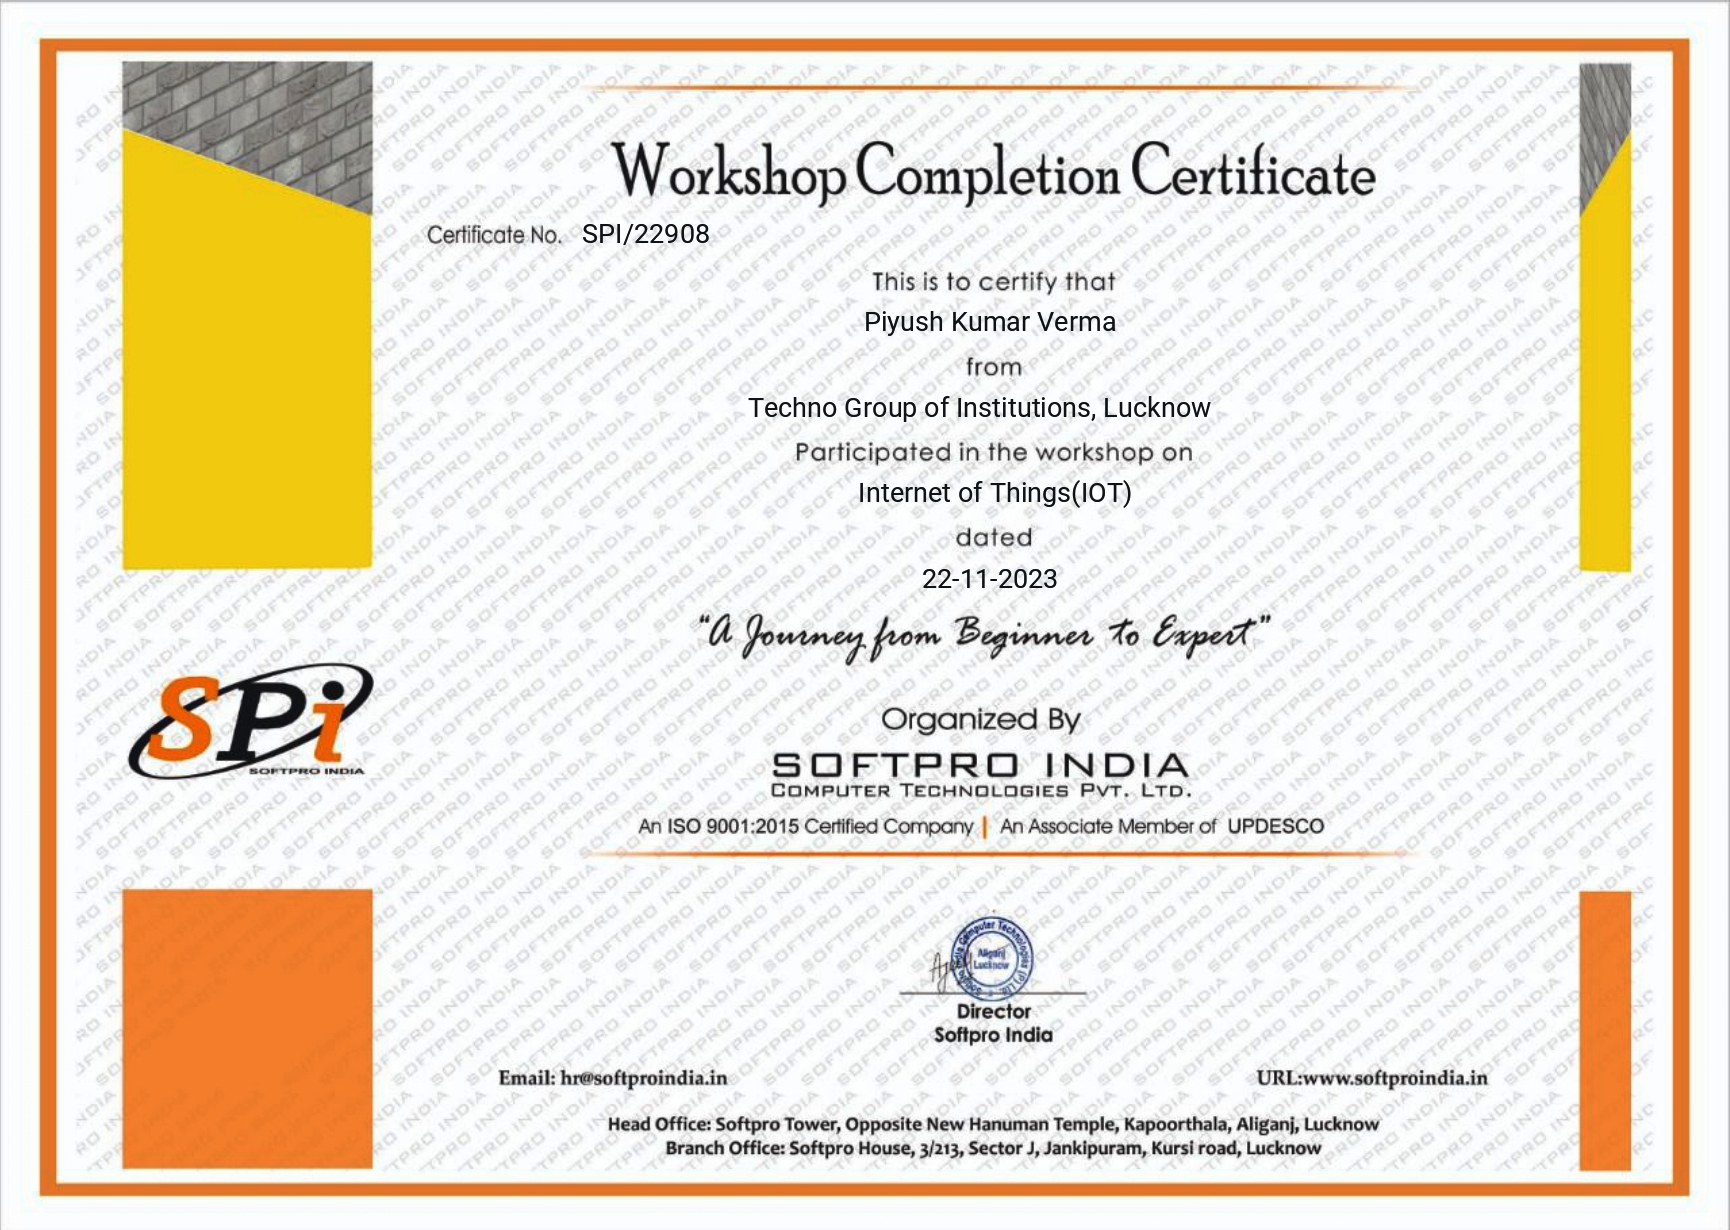 Workshop Completion Certificate
Certificate No. SPI/22908
This is to certify that
Piyush Kumar Verma
from
Techno Group of Institutions, Lucknow
Participated in the workshop on
Internet of Things(IOT)
dated
22-11-2023
"A Journey from Beginner to Expert"
SPi
SOFTPRO INDIA
Organized By
SOFTPRO INDIA
COMPUTER TECHNOLOGIES PVT. LTD.
An ISO 9001:2015 Certified Company | An Associate Member of UPDESCO
Aliganj
Lucknow
Director
Softpro India
Email: hr@softproindia.in
URL:www.softproindia.in
Head Office: Softpro Tower, Opposite New Hanuman Temple, Kapoorthala, Aliganj, Lucknow
Branch Office: Softpro House, 3/213, Sector J, Jankipuram, Kursi road, Lucknow